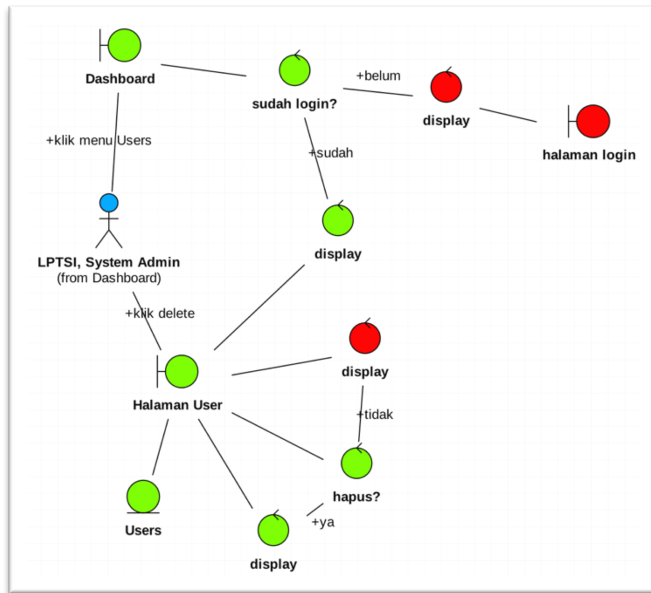 Dashboard
sudah login?
+belum
display
halaman login
+klik menu Users
+sudah
LPTSI, System Admin
(from Dashboard)
display
+klik delete
display
Halaman User
+tidak
hapus?
Users
+ya
display